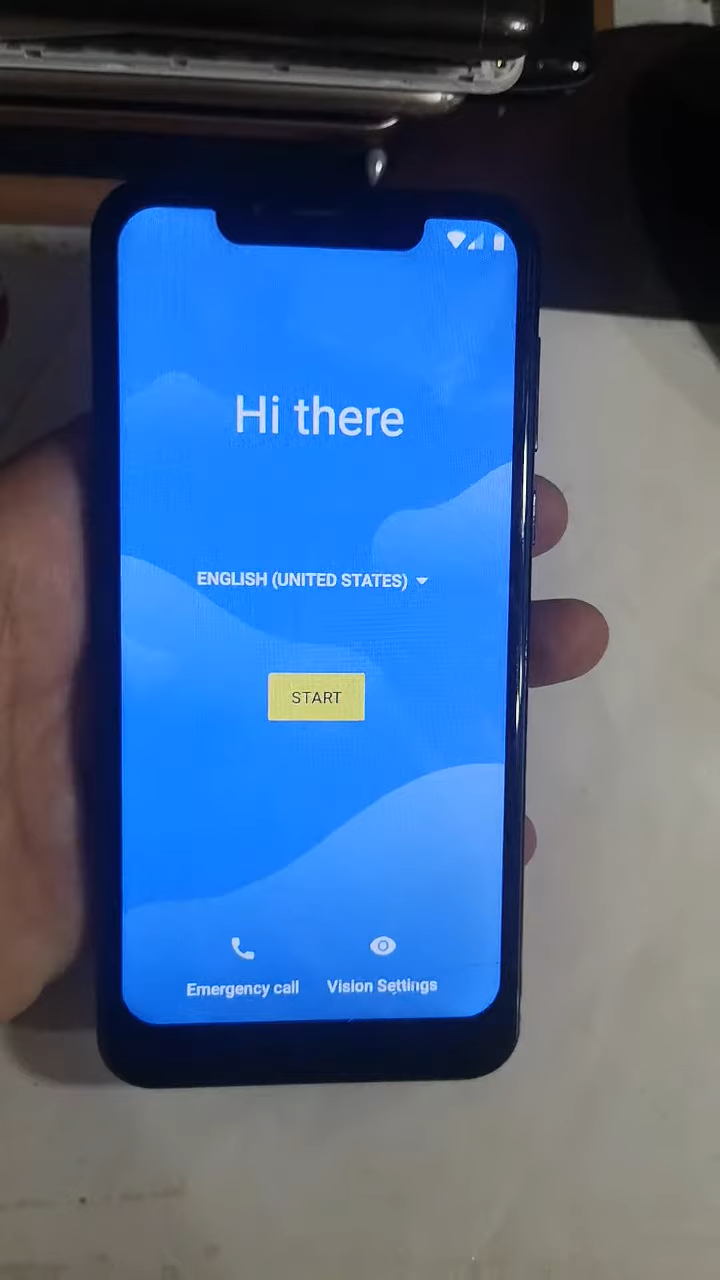 Hi there
ENGLISH (UNITED STATES)
START
Emergency call
Vision Settings